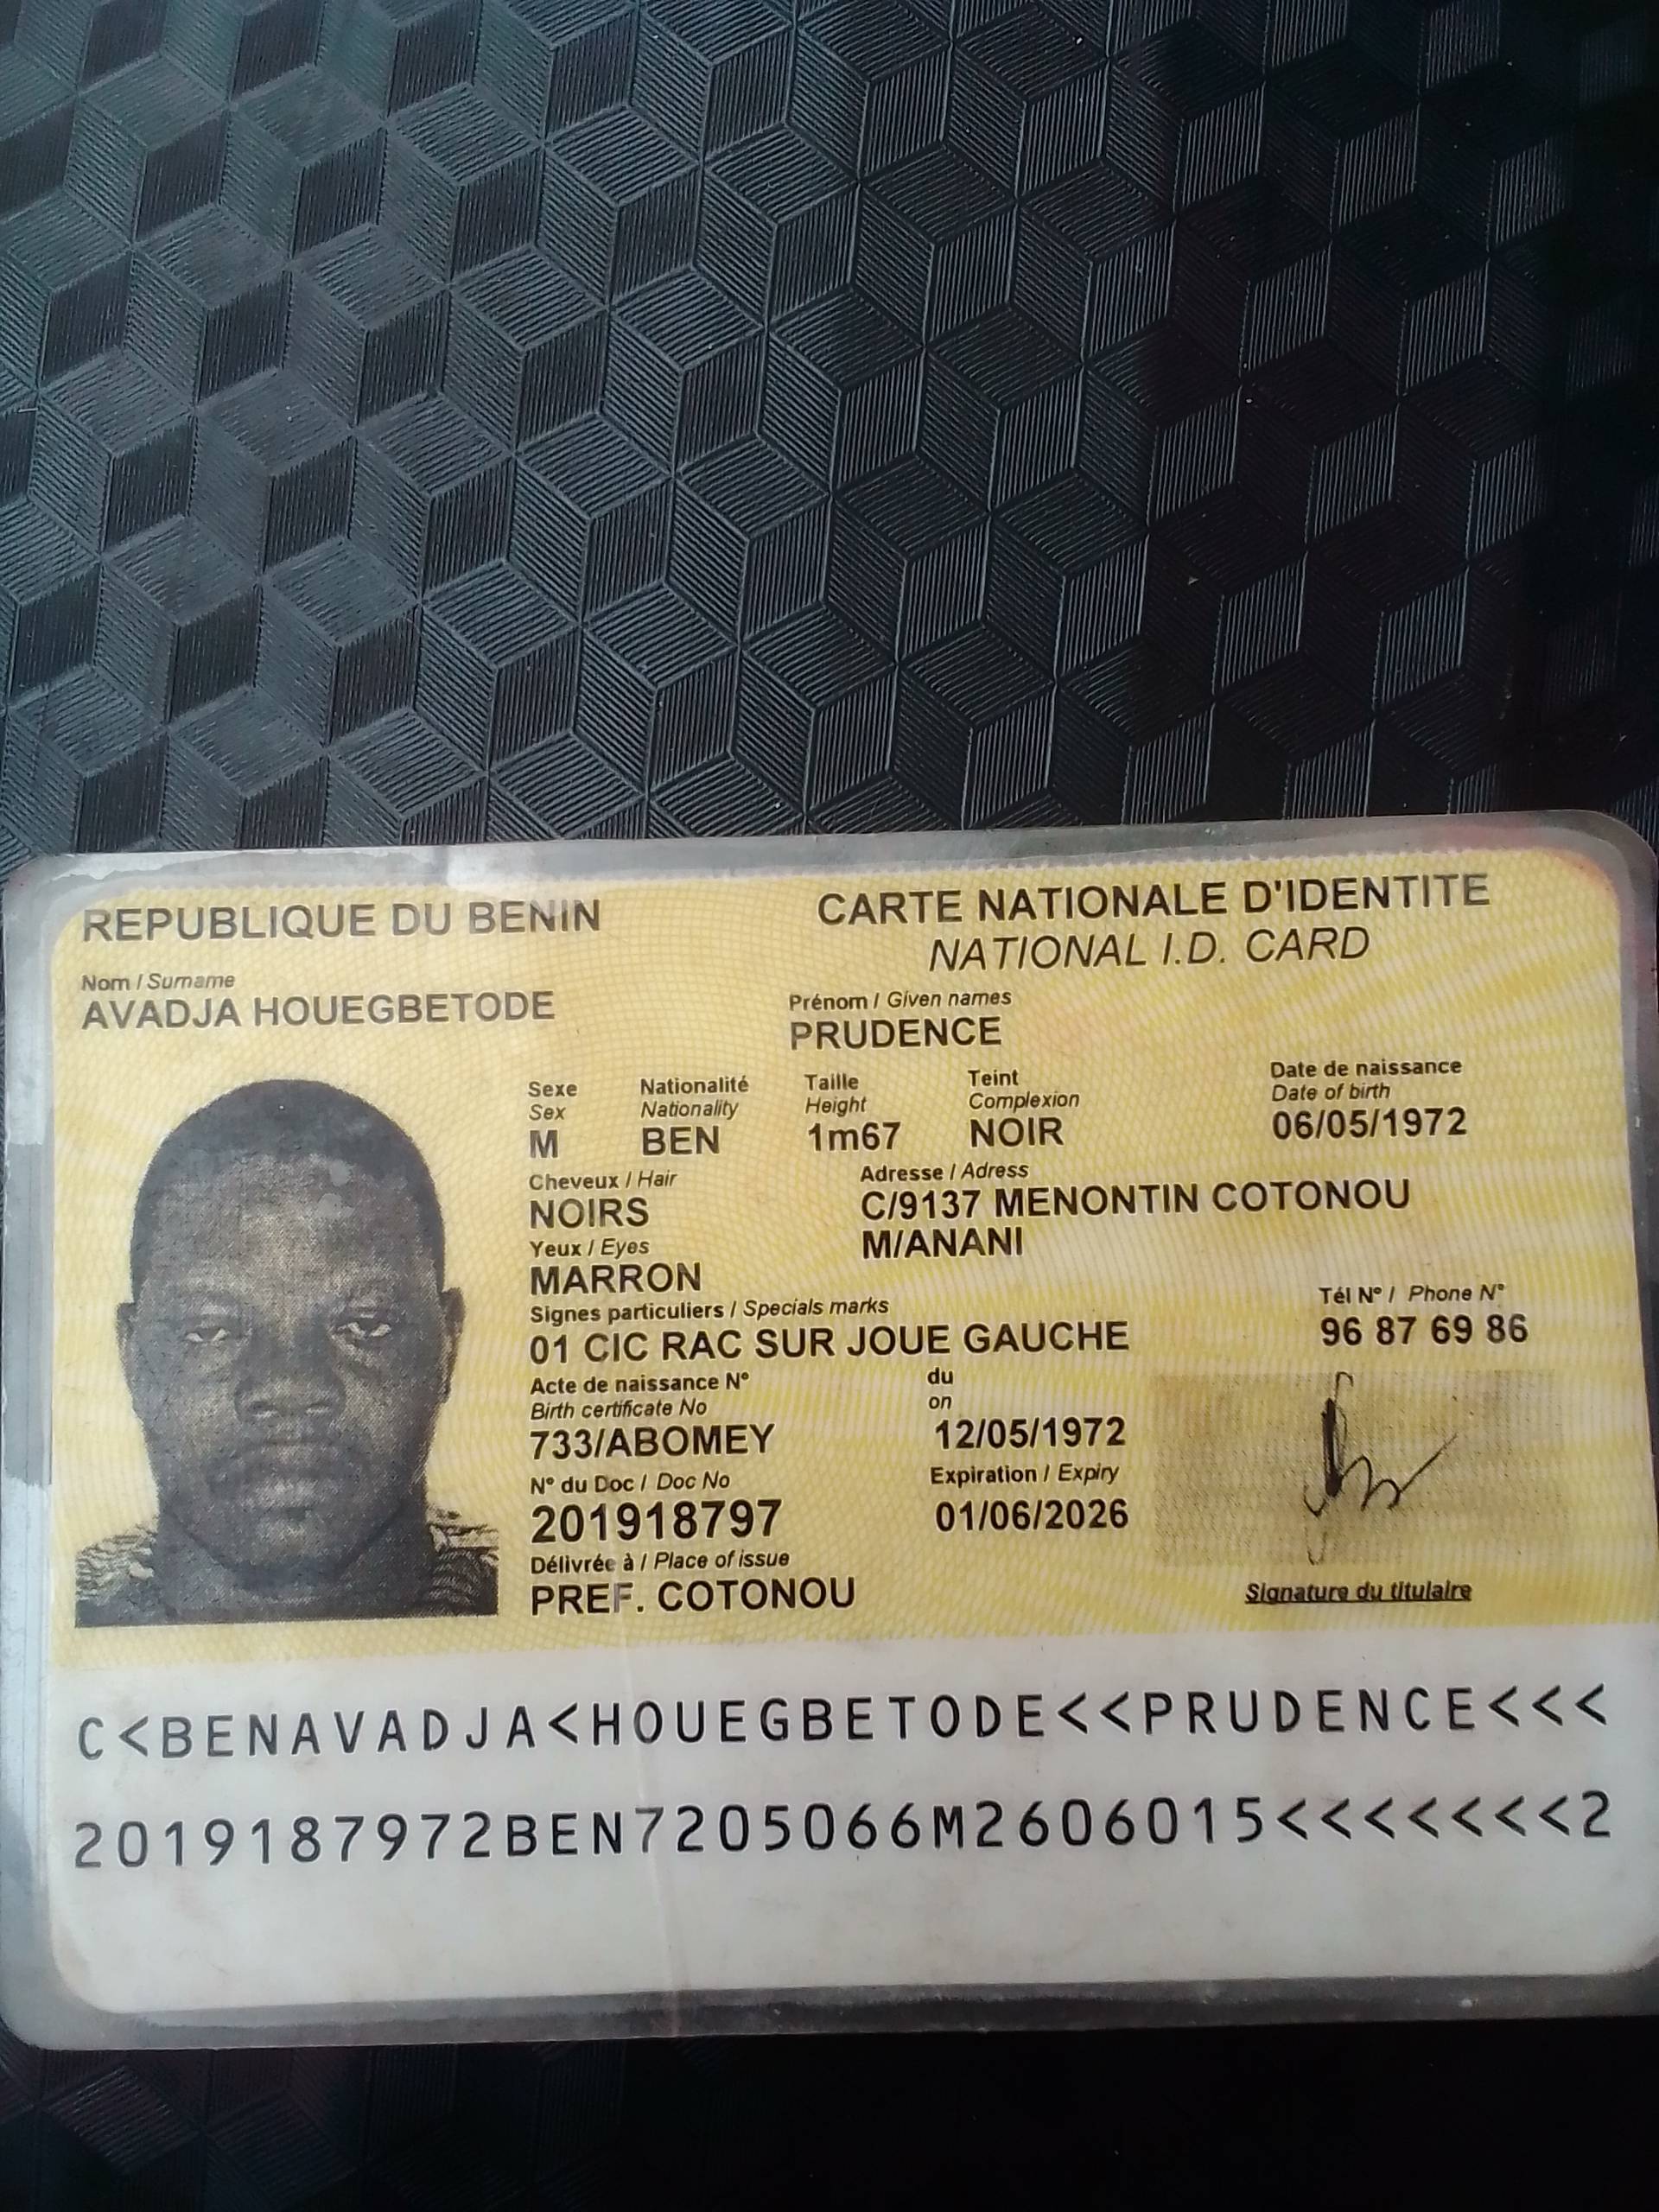 REPUBLIQUE DU BENIN
CARTE NATIONALE D'IDENTITE
NATIONAL I.D. CARD
Nom / Surname
AVADJA HOUEGBETODE
Prénom / Given names
PRUDENCE
Sexe Nationalité Taille Teint Date de naissance
Sex Nationality Height Complexion Date of birth
M BEN 1m67 NOIR 06/05/1972
Cheveux / Hair
NOIRS
Adresse / Adress
C/9137 MENONTIN COTONOU
M/ANANI
Yeux / Eyes
MARRON
Signes particuliers / Specials marks
01 CIC RAC SUR JOUE GAUCHE
Tél N° / Phone N°
96 87 69 86
Acte de naissance N° du
Birth certificate No on
733/ABOMEY 12/05/1972
N° du Doc / Doc No Expiration / Expiry
201918797 01/06/2026
Délivrée à / Place of issue
PREF. COTONOU
Signature du titulaire
C<BENAVADJA<HOUEGBETODE<<PRUDENCE<<<
2019187972BEN7205066M2606015<<<<<<<2